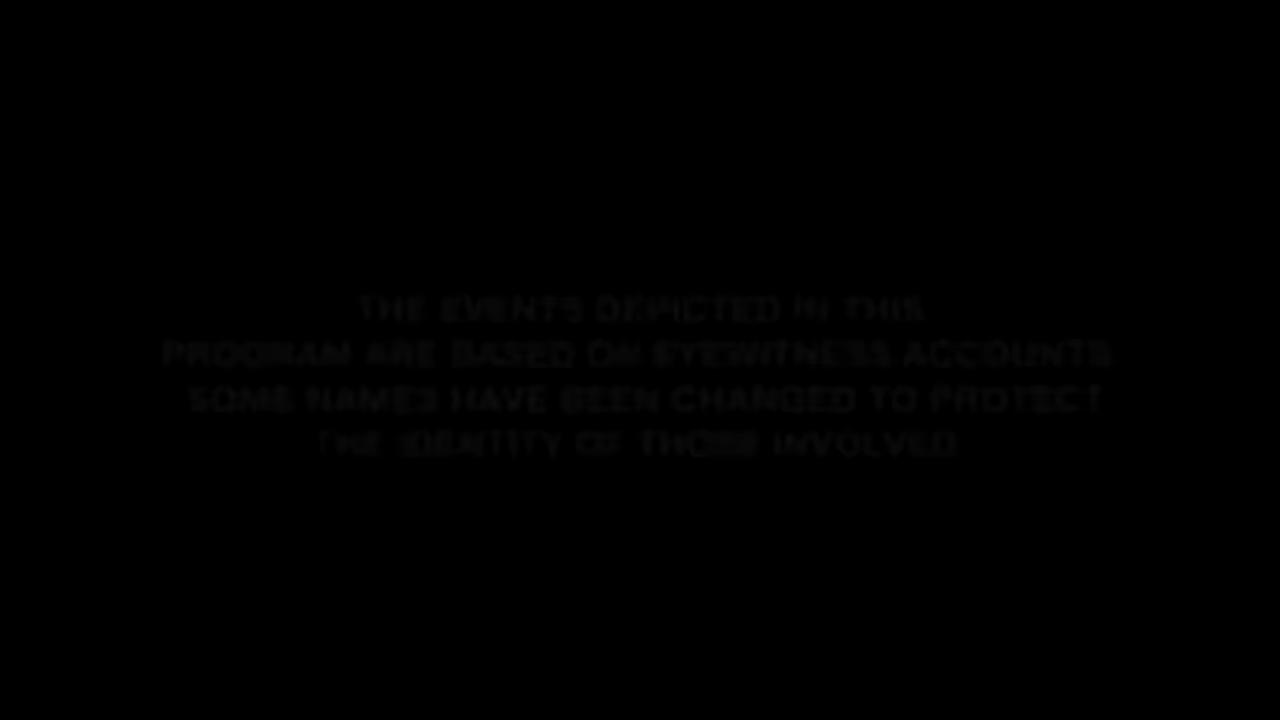 THE EVENTS DEPICTED IN THIS
PROGRAM ARE BASED ON EYEWITNESS ACCOUNTS
SOME NAMES HAVE BEEN CHANGED TO PROTECT
THE IDENTITY OF THOSE INVOLVED